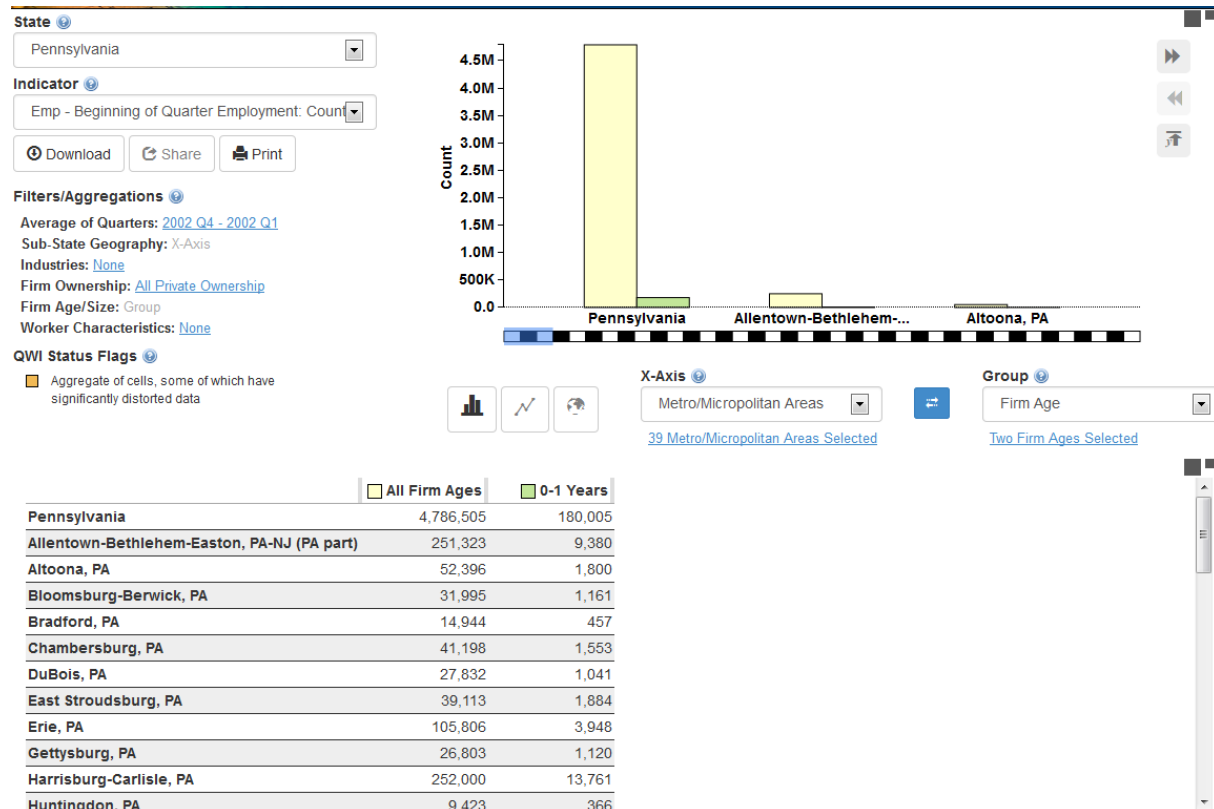 State
Pennsylvania
Indicator
Emp - Beginning of Quarter Employment: Count
Download Share Print
Filters/Aggregations
Average of Quarters: 2002 Q4 - 2002 Q1
Sub-State Geography: X-Axis
Industries: None
Firm Ownership: All Private Ownership
Firm Age/Size: Group
Worker Characteristics: None
QWI Status Flags
Aggregate of cells, some of which have
significantly distorted data
4.5M
4.0M
3.5M
3.0M
2.5M
2.0M
1.5M
1.0M
500K
0.0
Count
Pennsylvania Allentown-Bethlehem-... Altoona, PA
X-Axis Group
Metro/Micropolitan Areas Firm Age
39 Metro/Micropolitan Areas Selected Two Firm Ages Selected
All Firm Ages 0-1 Years
Pennsylvania 4,786,505 180,005
Allentown-Bethlehem-Easton, PA-NJ (PA part) 251,323 9,380
Altoona, PA 52,396 1,800
Bloomsburg-Berwick, PA 31,995 1,161
Bradford, PA 14,944 457
Chambersburg, PA 41,198 1,553
DuBois, PA 27,832 1,041
East Stroudsburg, PA 39,113 1,884
Erie, PA 105,806 3,948
Gettysburg, PA 26,803 1,120
Harrisburg-Carlisle, PA 252,000 13,761
Huntingdon, PA 9,423 366